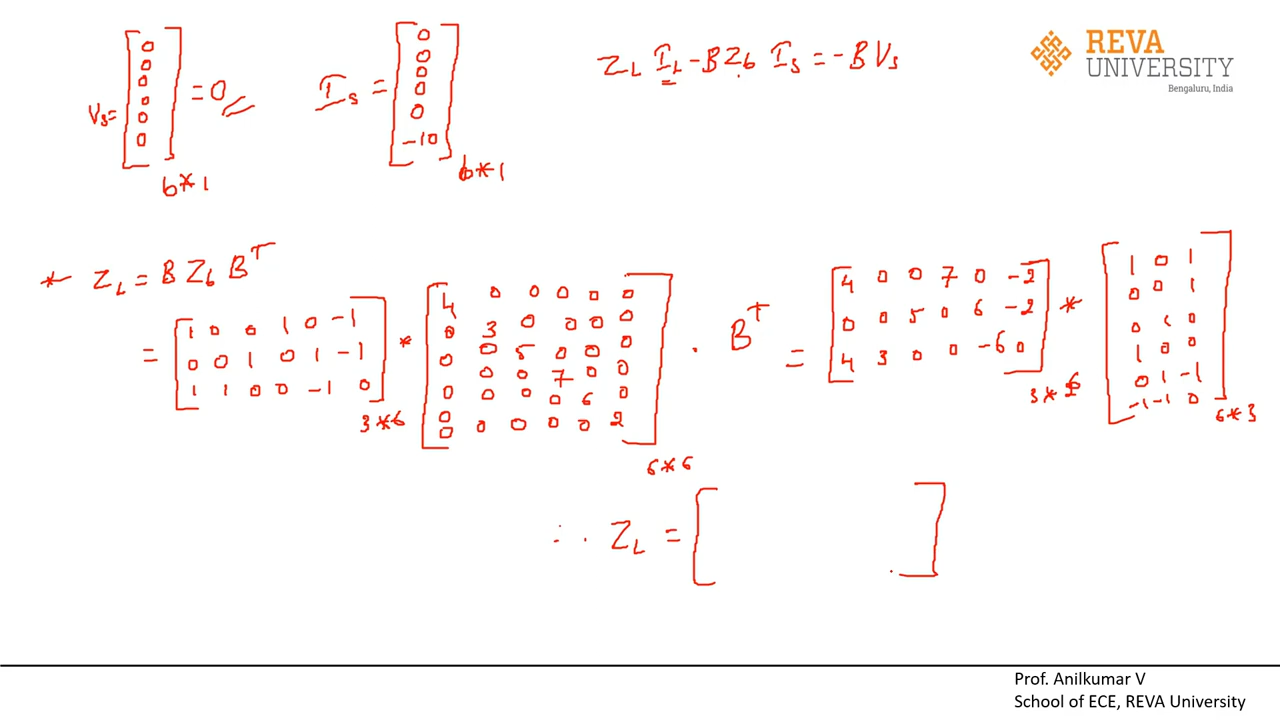 REVA
UNIVERSITY
Bengaluru, India
Vs= [0 0 0 0 0 0] =0 6*1
Is = [0 0 0 0 0 -10] 6*1
ZL IL - BZb Is = -B Vs
* ZL = B Zb B^T
= [1 0 0 1 0 -1
0 0 1 0 1 -1
1 1 0 0 -1 0] 3*6
* [4 0 0 0 0 0
0 3 0 0 0 0
0 0 5 0 0 0
0 0 0 7 0 0
0 0 0 0 6 0
0 0 0 0 0 2] 6*6
. B^T
= [4 0 0 7 0 -2
0 0 5 0 6 -2
4 3 0 0 -6 0] 3*6
* [1 0 1
0 0 1
0 1 0
1 0 0
0 1 -1
-1 -1 0] 6*3
∴ ZL = [ ]
Prof. Anilkumar V
School of ECE, REVA University